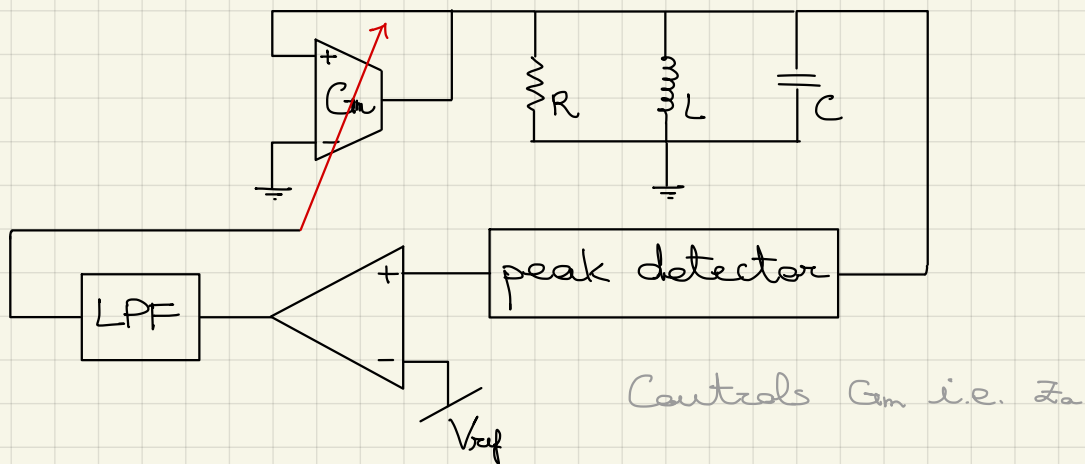 +
Gm
−
R
L
C
peak detector
+
−
LPF
Vref
Controls Gm i.e. Za